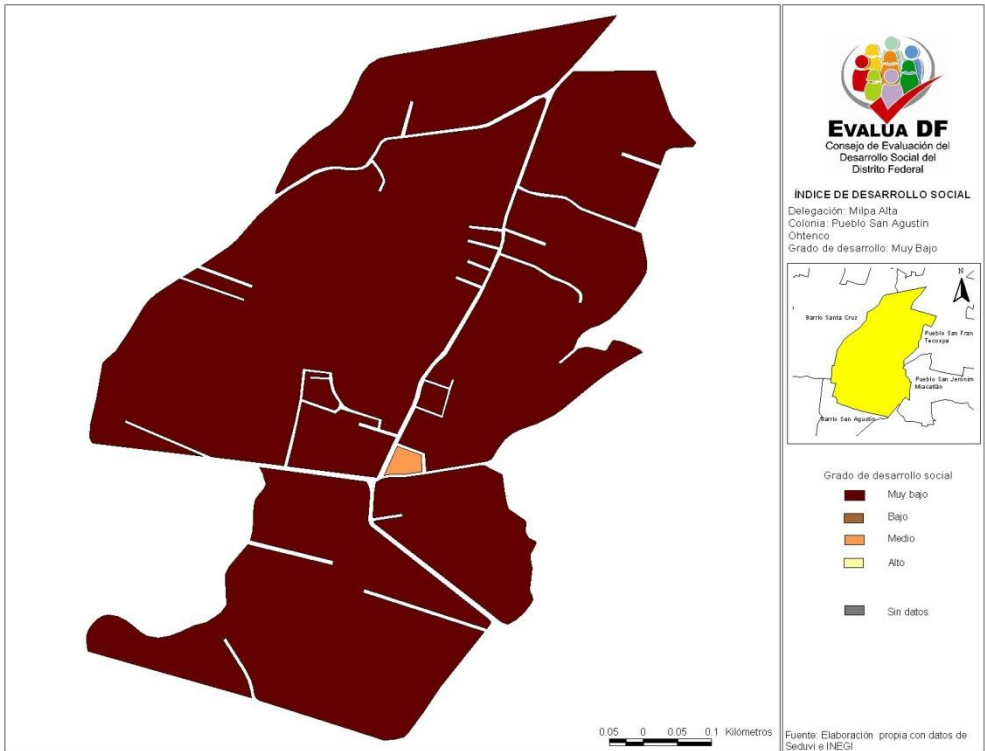 EVALUA DF
Consejo de Evaluación del
Desarrollo Social del
Distrito Federal
ÍNDICE DE DESARROLLO SOCIAL
Delegación: Milpa Alta
Colonia: Pueblo San Agustín
Ohtenco
Grado de desarrollo: Muy Bajo
N
Barrio Santa Cruz
Pueblo San Fran
Tecoxpa
Pueblo San Jerónim
Miacatlán
Barrio San Agustín
Grado de desarrollo social
Muy bajo
Bajo
Medio
Alto
Sin datos
0.05 0 0.05 0.1 Kilómetros
Fuente: Elaboración propia con datos de
Seduvi e INEGI